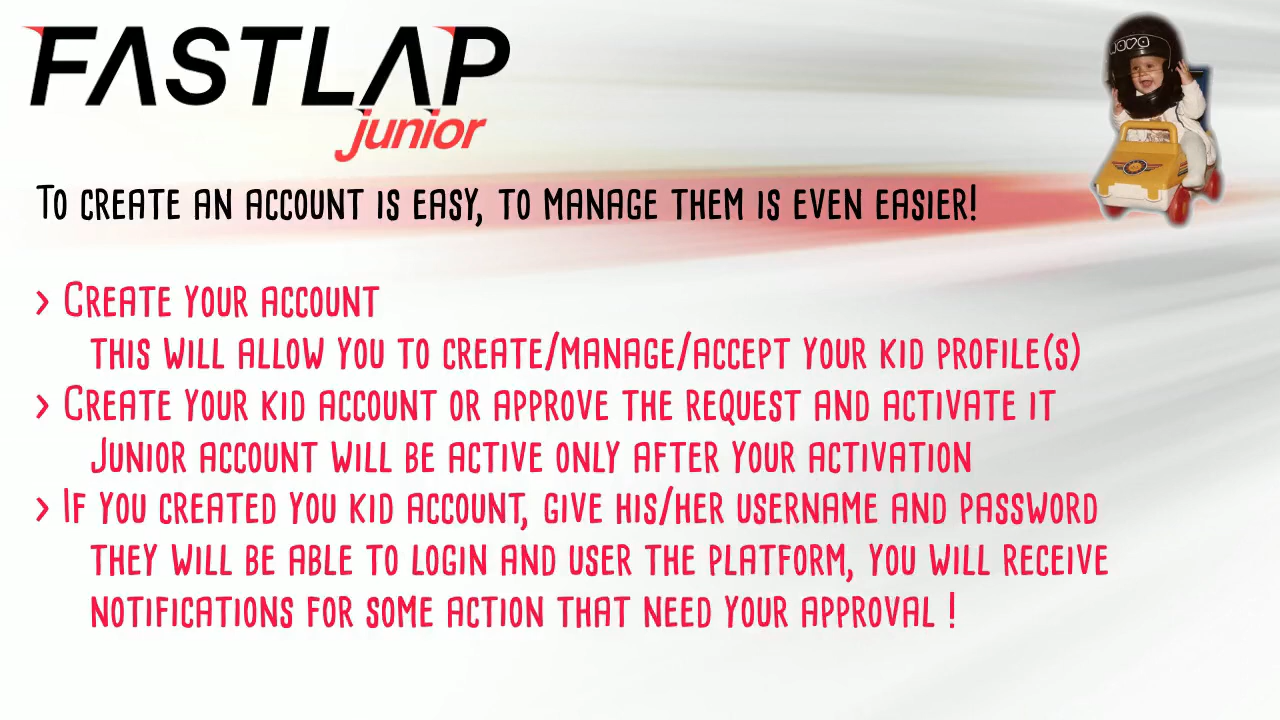 FASTLAP
junior
To create an account is easy, to manage them is even easier!
> Create your account
this will allow you to create/manage/accept your kid profile(s)
> Create your kid account or approve the request and activate it
Junior account will be active only after your activation
> If you created you kid account, give his/her username and password
they will be able to login and user the platform, you will receive
notifications for some action that need your approval !